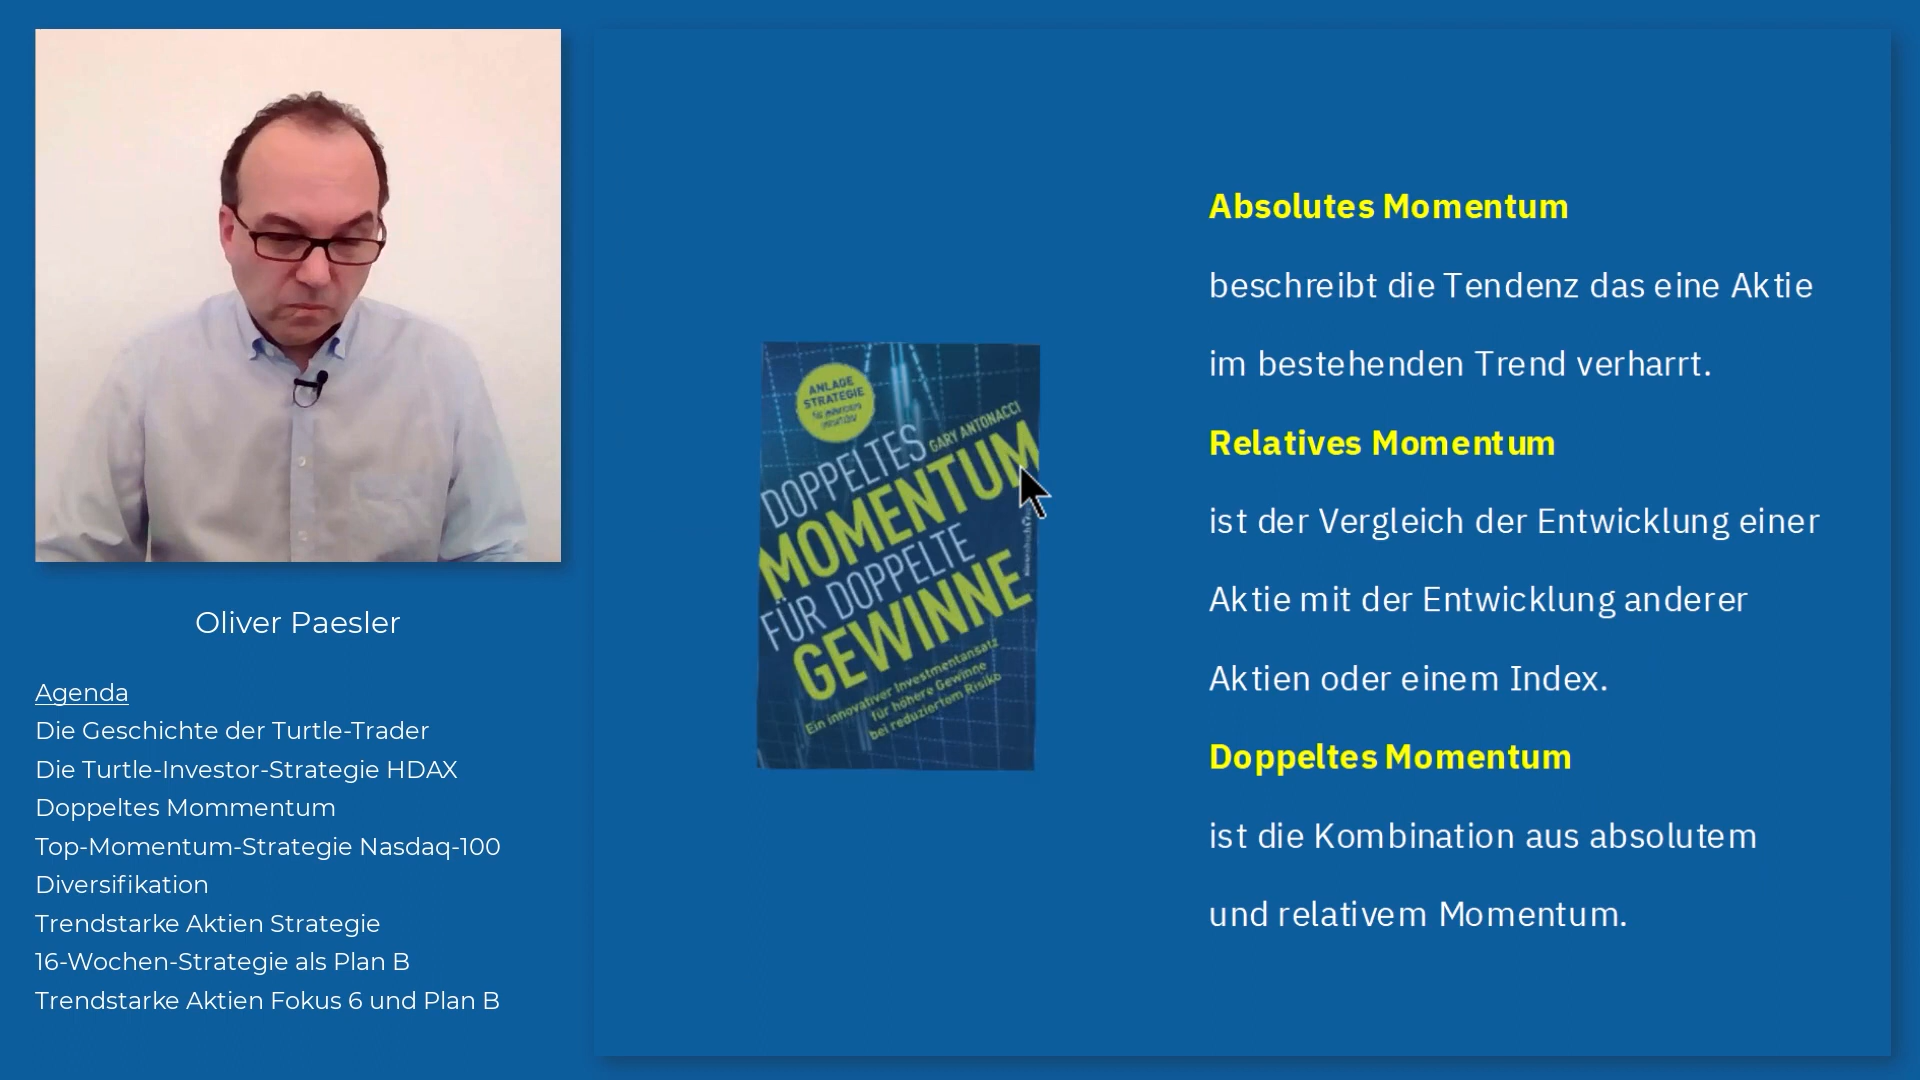 Oliver Paesler
Agenda
Die Geschichte der Turtle-Trader
Die Turtle-Investor-Strategie HDAX
Doppeltes Mommentum
Top-Momentum-Strategie Nasdaq-100
Diversifikation
Trendstarke Aktien Strategie
16-Wochen-Strategie als Plan B
Trendstarke Aktien Fokus 6 und Plan B
ANLAGE
STRATEGIE
GARY ANTONACCI
DOPPELTES
MOMENTUM
FÜR DOPPELTE
GEWINNE
Ein innovativer Investmentansatz
für höhere Gewinne
bei reduziertem Risiko
Absolutes Momentum
beschreibt die Tendenz das eine Aktie
im bestehenden Trend verharrt.
Relatives Momentum
ist der Vergleich der Entwicklung einer
Aktie mit der Entwicklung anderer
Aktien oder einem Index.
Doppeltes Momentum
ist die Kombination aus absolutem
und relativem Momentum.